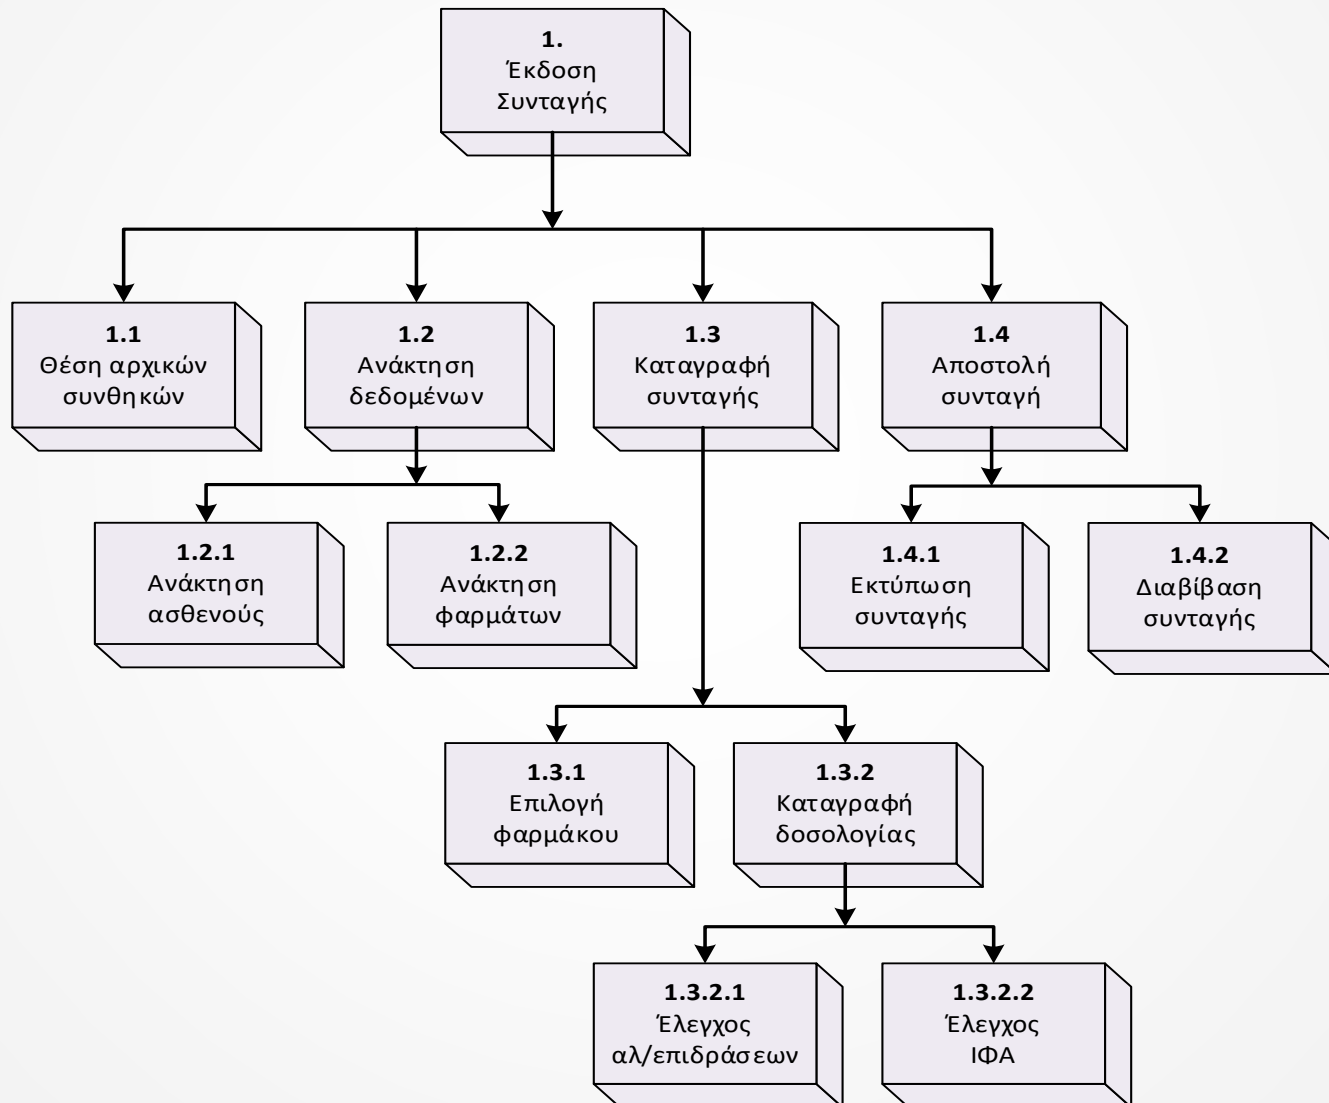 1.
Έκδοση
Συνταγής
1.1
Θέση αρχικών
συνθηκών
1.2
Ανάκτηση
δεδομένων
1.3
Καταγραφή
συνταγής
1.4
Αποστολή
συνταγή
1.2.1
Ανάκτηση
ασθενούς
1.2.2
Ανάκτηση
φαρμάτων
1.4.1
Εκτύπωση
συνταγής
1.4.2
Διαβίβαση
συνταγής
1.3.1
Επιλογή
φαρμάκου
1.3.2
Καταγραφή
δοσολογίας
1.3.2.1
Έλεγχος
αλ/επιδράσεων
1.3.2.2
Έλεγχος
ΙΦΑ